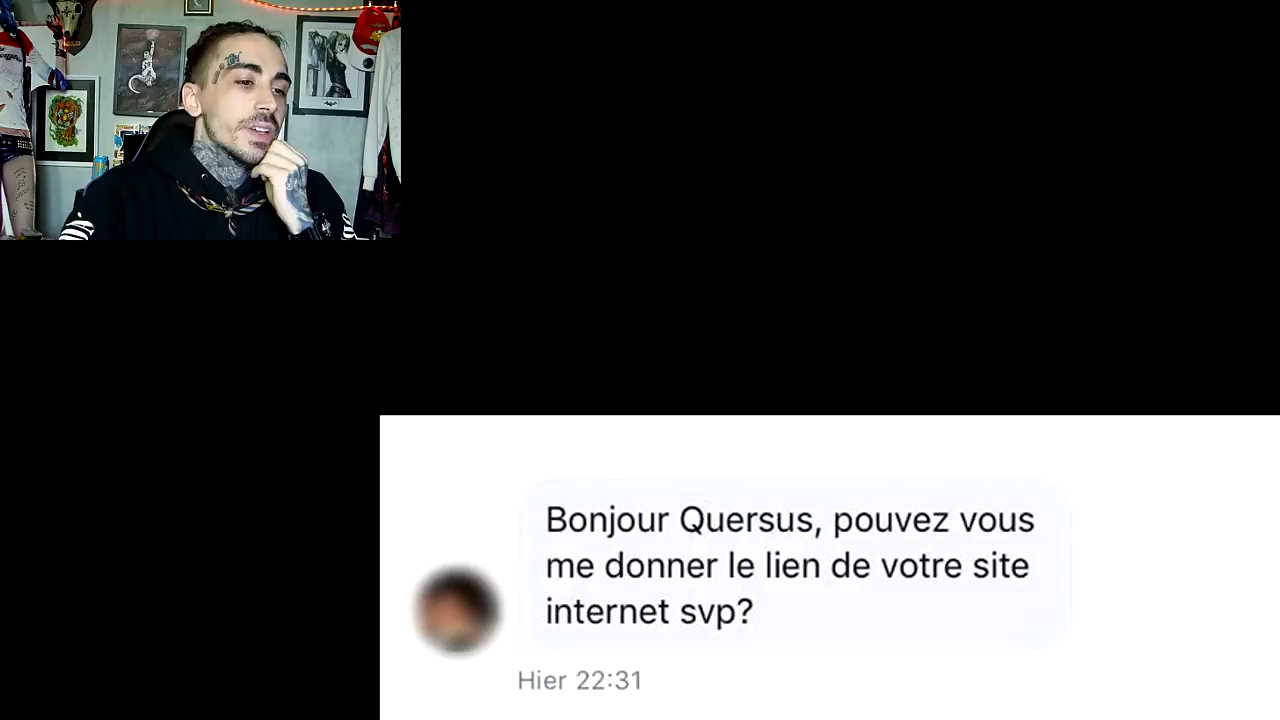 Bonjour Quersus, pouvez vous
me donner le lien de votre site
internet svp?
Hier 22:31